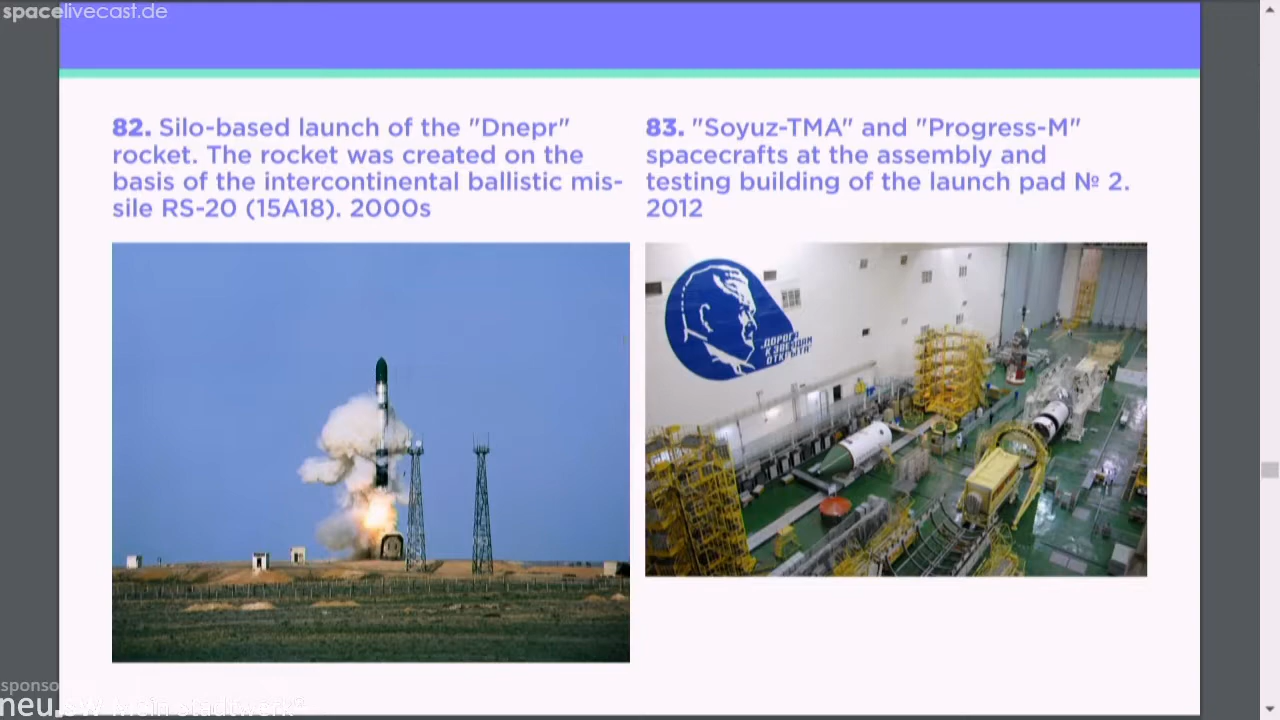 spacelivecast.de
82. Silo-based launch of the "Dnepr"
rocket. The rocket was created on the
basis of the intercontinental ballistic mis-
sile RS-20 (15A18). 2000s
83. "Soyuz-TMA" and "Progress-M"
spacecrafts at the assembly and
testing building of the launch pad № 2.
2012
„ДОРОГА
К ЗВЕЗДАМ
ОТКРЫТА"
sponso
neu.sw